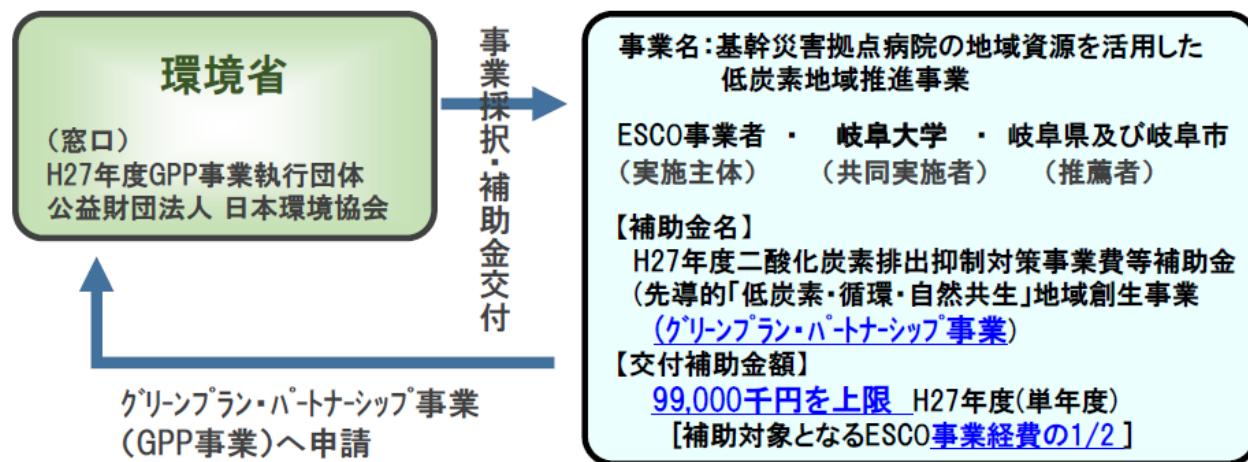 環境省
(窓口)
H27年度GPP事業執行団体
公益財団法人 日本環境協会
事業採択・補助金交付
グリーンプラン・パートナーシップ事業
(GPP事業)へ申請
事業名:基幹災害拠点病院の地域資源を活用した
低炭素地域推進事業
ESCO事業者 ・ 岐阜大学 ・ 岐阜県及び岐阜市
(実施主体) (共同実施者) (推薦者)
【補助金名】
H27年度二酸化炭素排出抑制対策事業費等補助金
(先導的「低炭素・循環・自然共生」地域創生事業
(グリーンプラン・パートナーシップ事業)
【交付補助金額】
99,000千円を上限 H27年度(単年度)
[補助対象となるESCO事業経費の1/2 ]